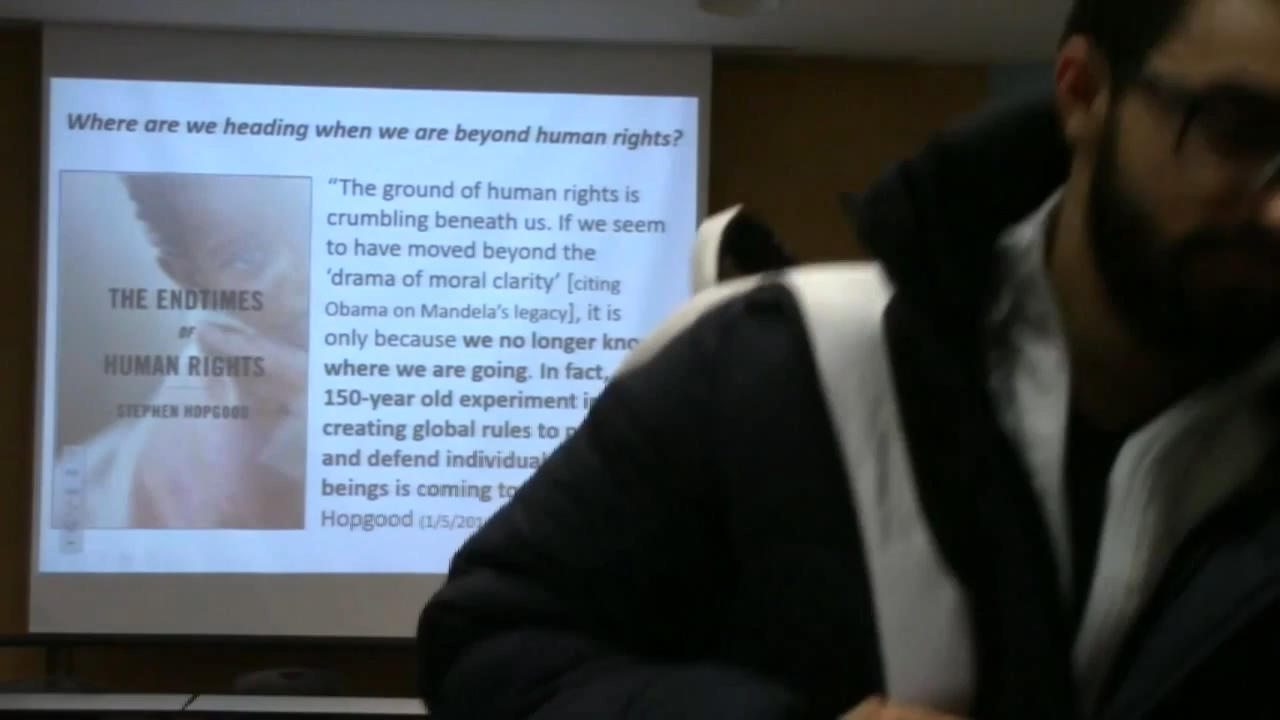 Where are we heading when we are beyond human rights?
THE ENDTIMES
OF
HUMAN RIGHTS
STEPHEN HOPGOOD
“The ground of human rights is
crumbling beneath us. If we seem
to have moved beyond the
‘drama of moral clarity’ [citing
Obama on Mandela’s legacy], it is
only because we no longer
where we are going. In fact,
150-year old experiment
creating global rules to
and defend
beings is coming
Hopgood